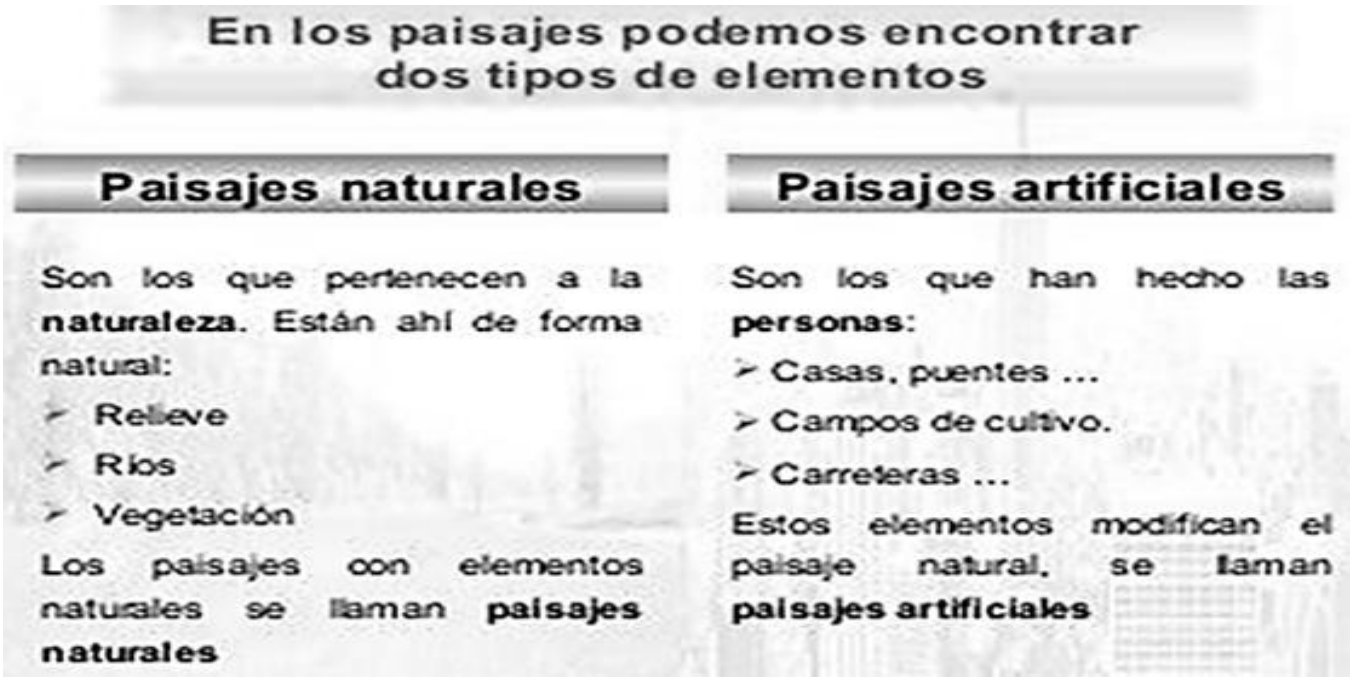 En los paisajes podemos encontrar
dos tipos de elementos
Paisajes naturales
Son los que pertenecen a la
naturaleza. Están ahí de forma
natural:
➢ Relieve
➢ Ríos
➢ Vegetación
Los paisajes con elementos
naturales se llaman paisajes
naturales
Paisajes artificiales
Son los que han hecho las
personas:
➢ Casas, puentes ...
➢ Campos de cultivo.
➢ Carreteras ...
Estos elementos modifican el
paisaje natural, se llaman
paisajes artificiales